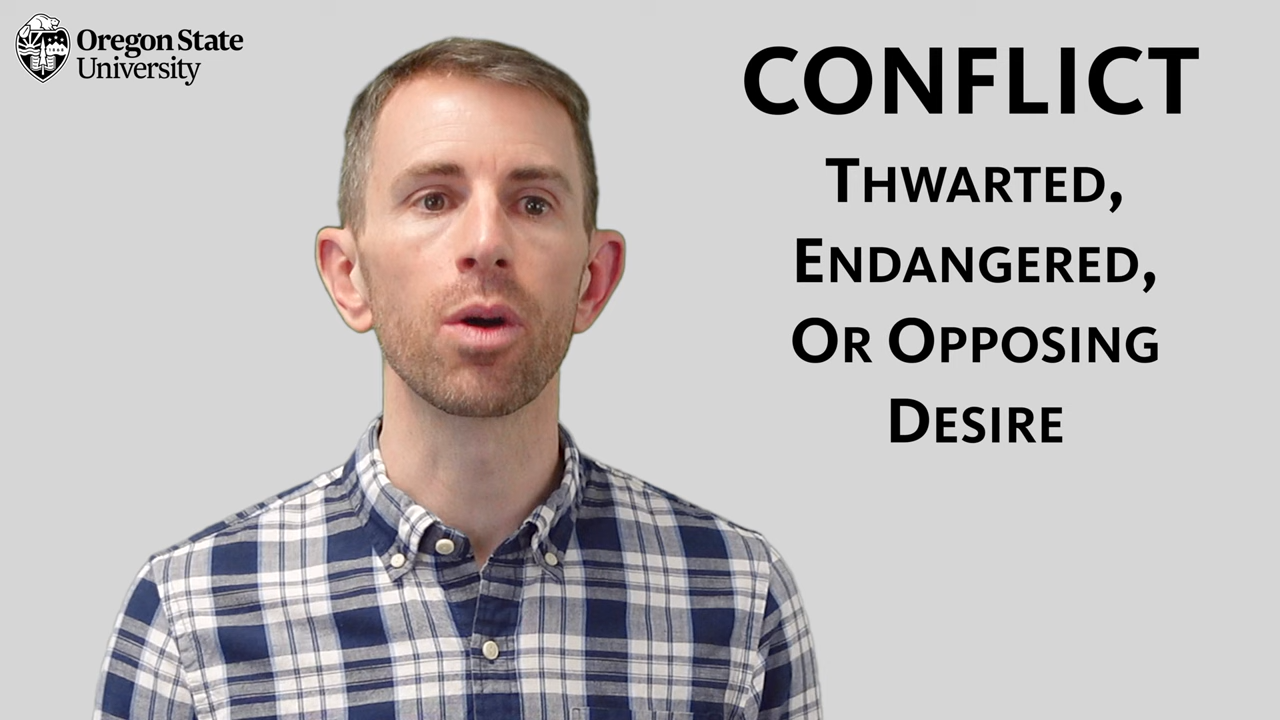 Oregon State
University
CONFLICT
THWARTED,
ENDANGERED,
OR OPPOSING
DESIRE